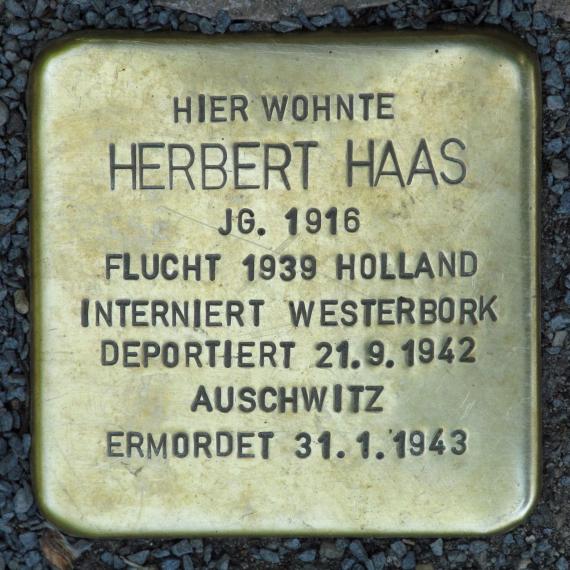 HIER WOHNTE
HERBERT HAAS
JG. 1916
FLUCHT 1939 HOLLAND
INTERNIERT WESTERBORK
DEPORTIERT 21.9.1942
AUSCHWITZ
ERMORDET 31.1.1943